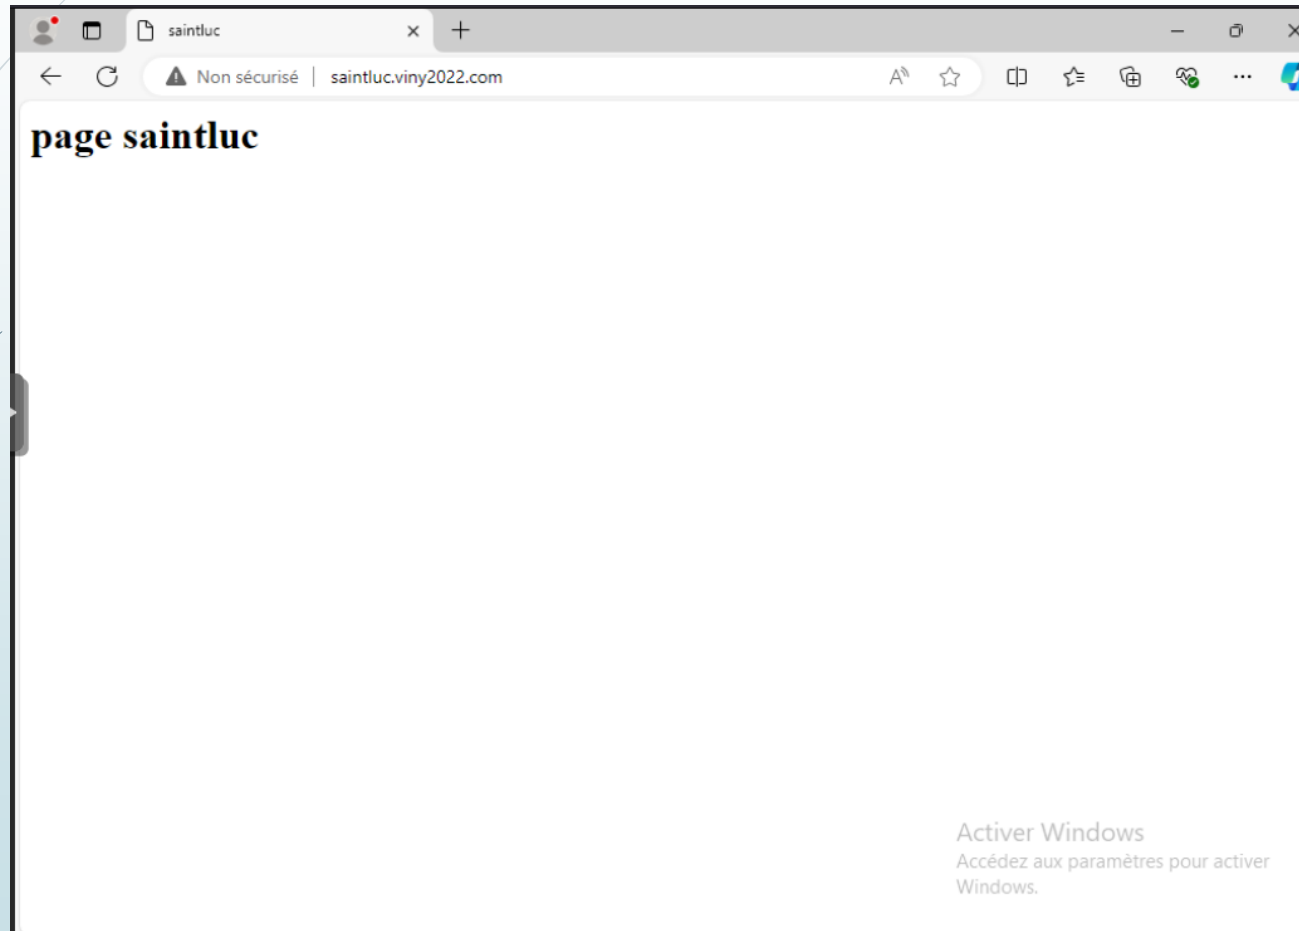 saintluc
Non sécurisé | saintluc.viny2022.com
page saintluc
Activer Windows
Accédez aux paramètres pour activer
Windows.